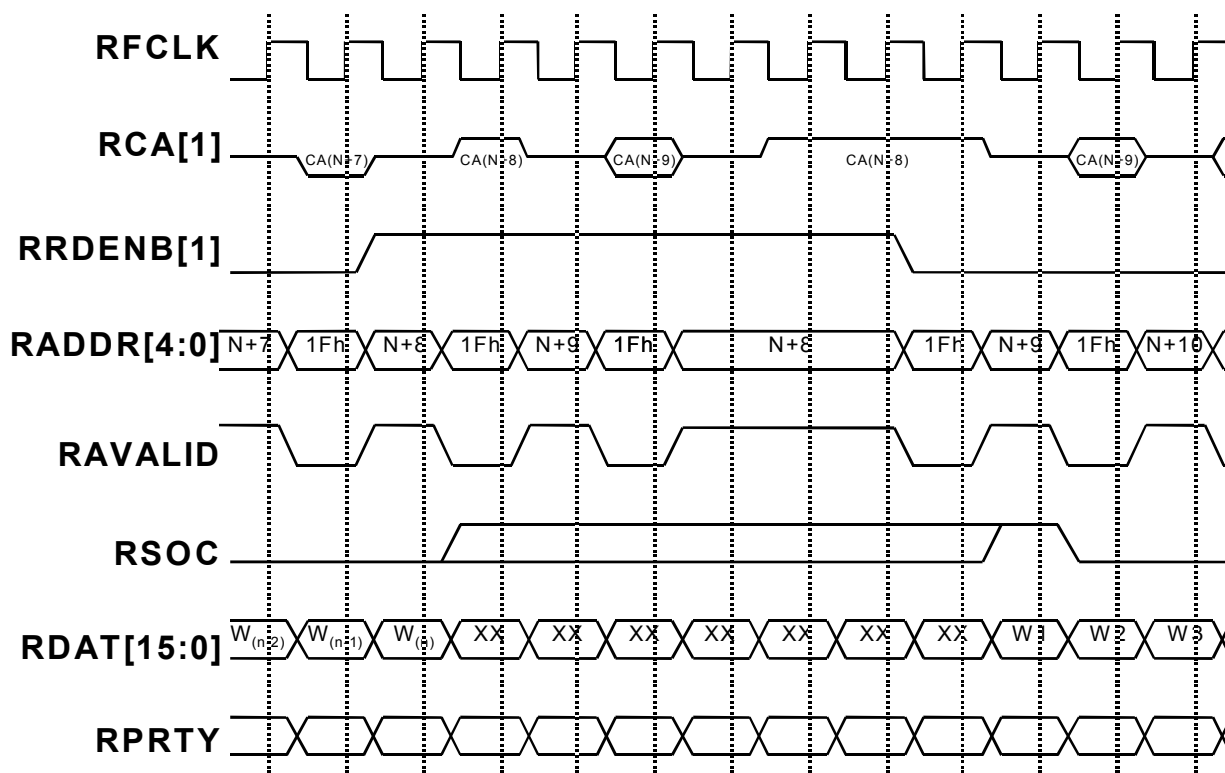 RFCLK
RCA[1] CA(N+7) CA(N+8) CA(N+9) CA(N+8) CA(N+9)
RRDENB[1]
RADDR[4:0] N+7 1Fh N+8 1Fh N+9 1Fh N+8 1Fh N+9 1Fh N+10
RAVALID
RSOC
RDAT[15:0] W(n-2) W(n-1) W(n) XX XX XX XX XX XX XX W1 W2 W3
RPRTY